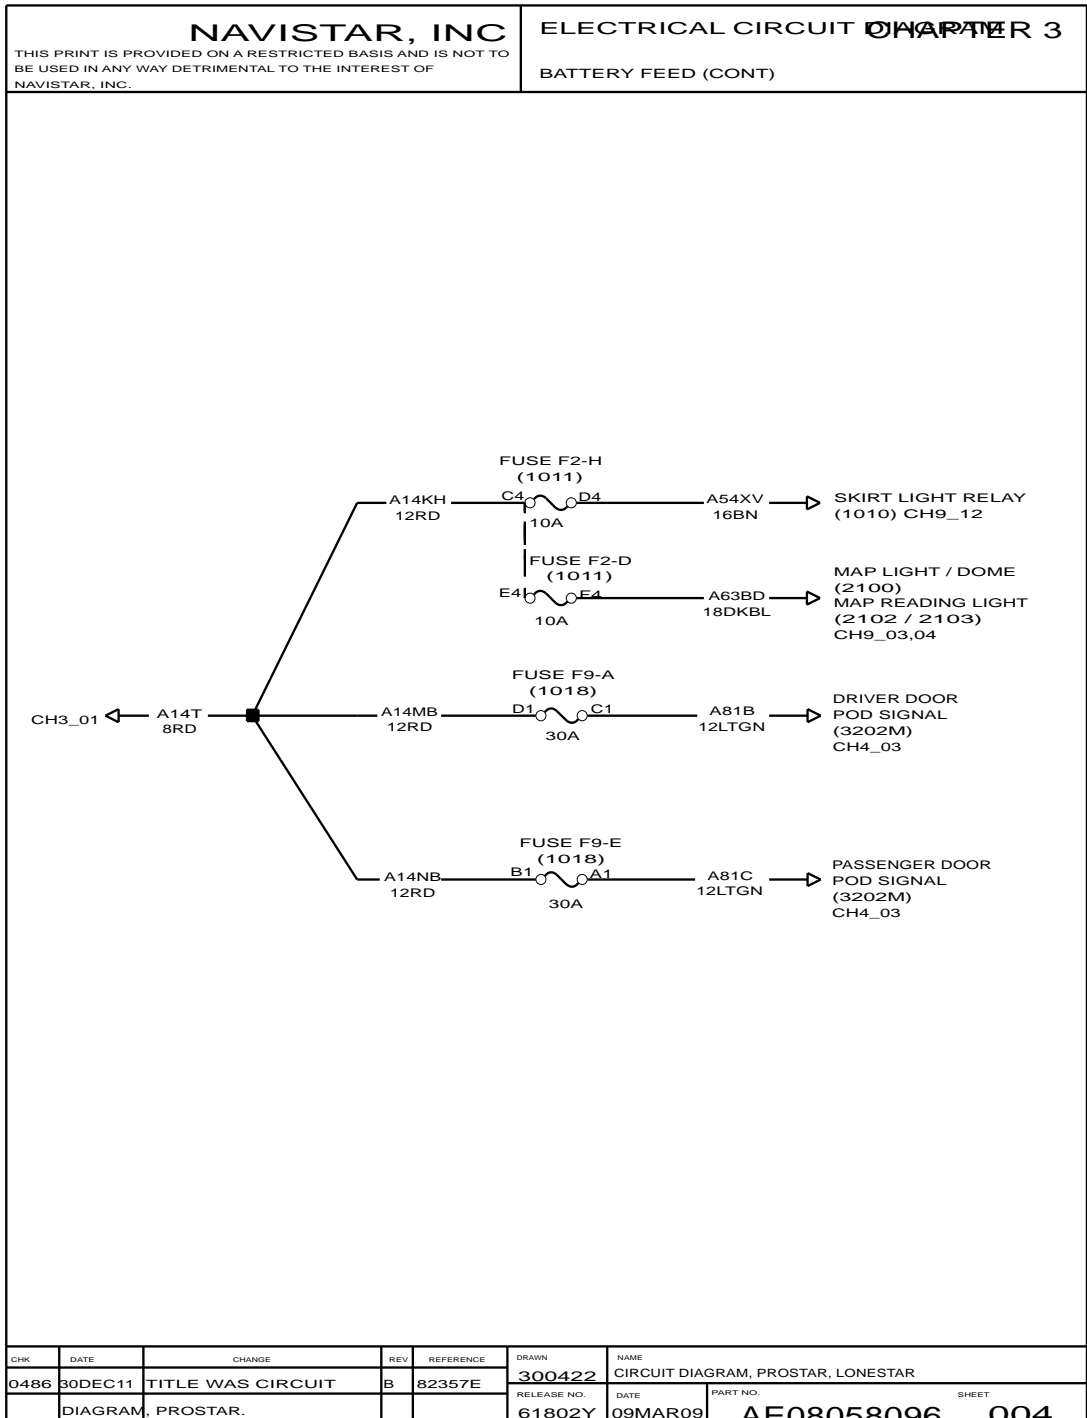 NAVISTAR, INC
THIS PRINT IS PROVIDED ON A RESTRICTED BASIS AND IS NOT TO
BE USED IN ANY WAY DETRIMENTAL TO THE INTEREST OF
NAVISTAR, INC.
ELECTRICAL CIRCUIT DIAGRAM CHAPTER 3
BATTERY FEED (CONT)
FUSE F2-H
(1011)
A14KH
12RD
C4
D4
10A
A54XV
16BN
SKIRT LIGHT RELAY
(1010) CH9_12
FUSE F2-D
(1011)
E4
F4
10A
A63BD
18DKBL
MAP LIGHT / DOME
(2100)
MAP READING LIGHT
(2102 / 2103)
CH9_03,04
CH3_01
A14T
8RD
FUSE F9-A
(1018)
A14MB
12RD
D1
C1
30A
A81B
12LTGN
DRIVER DOOR
POD SIGNAL
(3202M)
CH4_03
FUSE F9-E
(1018)
A14NB
12RD
B1
A1
30A
A81C
12LTGN
PASSENGER DOOR
POD SIGNAL
(3202M)
CH4_03
CHK DATE CHANGE REV REFERENCE
0486 30DEC11 TITLE WAS CIRCUIT B 82357E
DIAGRAM, PROSTAR.
DRAWN
300422
NAME
CIRCUIT DIAGRAM, PROSTAR, LONESTAR
RELEASE NO.
61802Y
DATE
09MAR09
PART NO.
AE08058096
SHEET
004